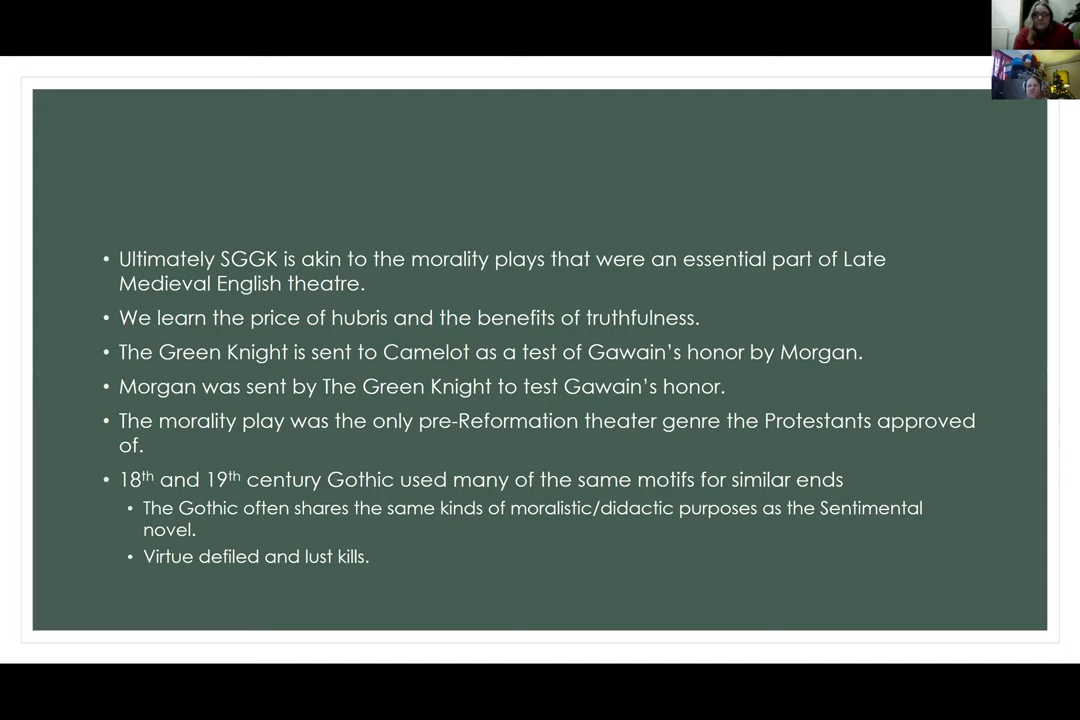 • Ultimately SGGK is akin to the morality plays that were an essential part of Late
Medieval English theatre.
• We learn the price of hubris and the benefits of truthfulness.
• The Green Knight is sent to Camelot as a test of Gawain's honor by Morgan.
• Morgan was sent by The Green Knight to test Gawain's honor.
• The morality play was the only pre-Reformation theater genre the Protestants approved
of.
• 18th and 19th century Gothic used many of the same motifs for similar ends
• The Gothic often shares the same kinds of moralistic/didactic purposes as the Sentimental
novel.
• Virtue defiled and lust kills.